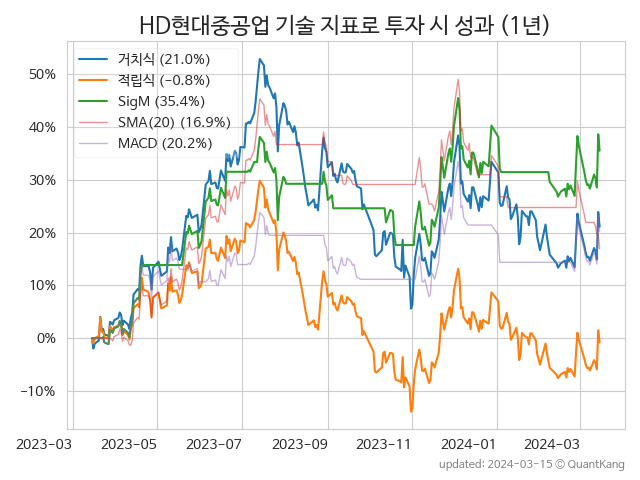 HD현대중공업 기술 지표로 투자 시 성과 (1년)
거치식 (21.0%)
적립식 (−0.8%)
SigM (35.4%)
SMA(20) (16.9%)
MACD (20.2%)
50%
40%
30%
20%
10%
0%
−10%
2023-03 2023-05 2023-07 2023-09 2023-11 2024-01 2024-03
updated: 2024-03-15 © QuantKang